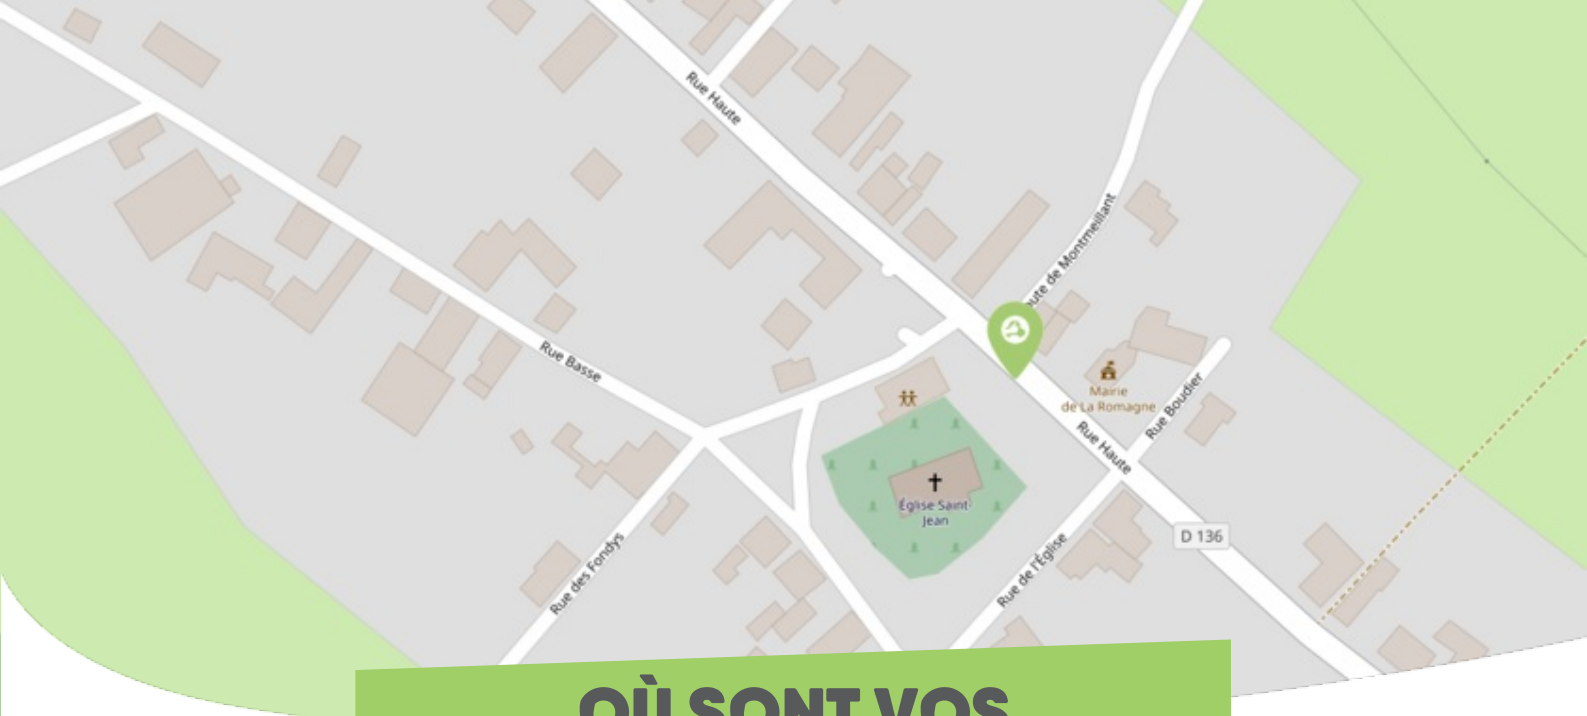 Rue Haute
oute de Montmeillant
Rue Basse
Mairie
de La Romagne
Rue Boudier
Rue Haute
Église Saint-
Jean
D 136
Rue des Fondys
Rue de l'Église
OÙ SONT VOS